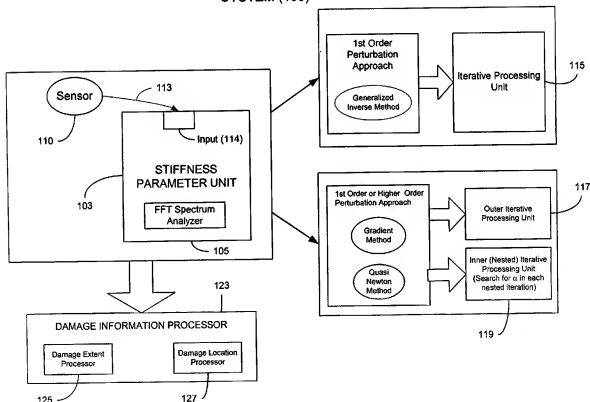 1st Order
Perturbation
Approach
Generalized
Inverse Method
Iterative Processing
Unit
115
Sensor
113
110
Input (114)
STIFFNESS
PARAMETER UNIT
103
FFT Spectrum
Analyzer
105
1st Order or Higher Order
Perturbation Approach
Gradient
Method
Quasi
Newton
Method
Outer Iterative
Processing Unit
117
Inner (Nested) Iterative
Processing Unit
(Search for α in each
nested iteration)
119
123
DAMAGE INFORMATION PROCESSOR
Damage Extent
Processor
Damage Location
Processor
125
127